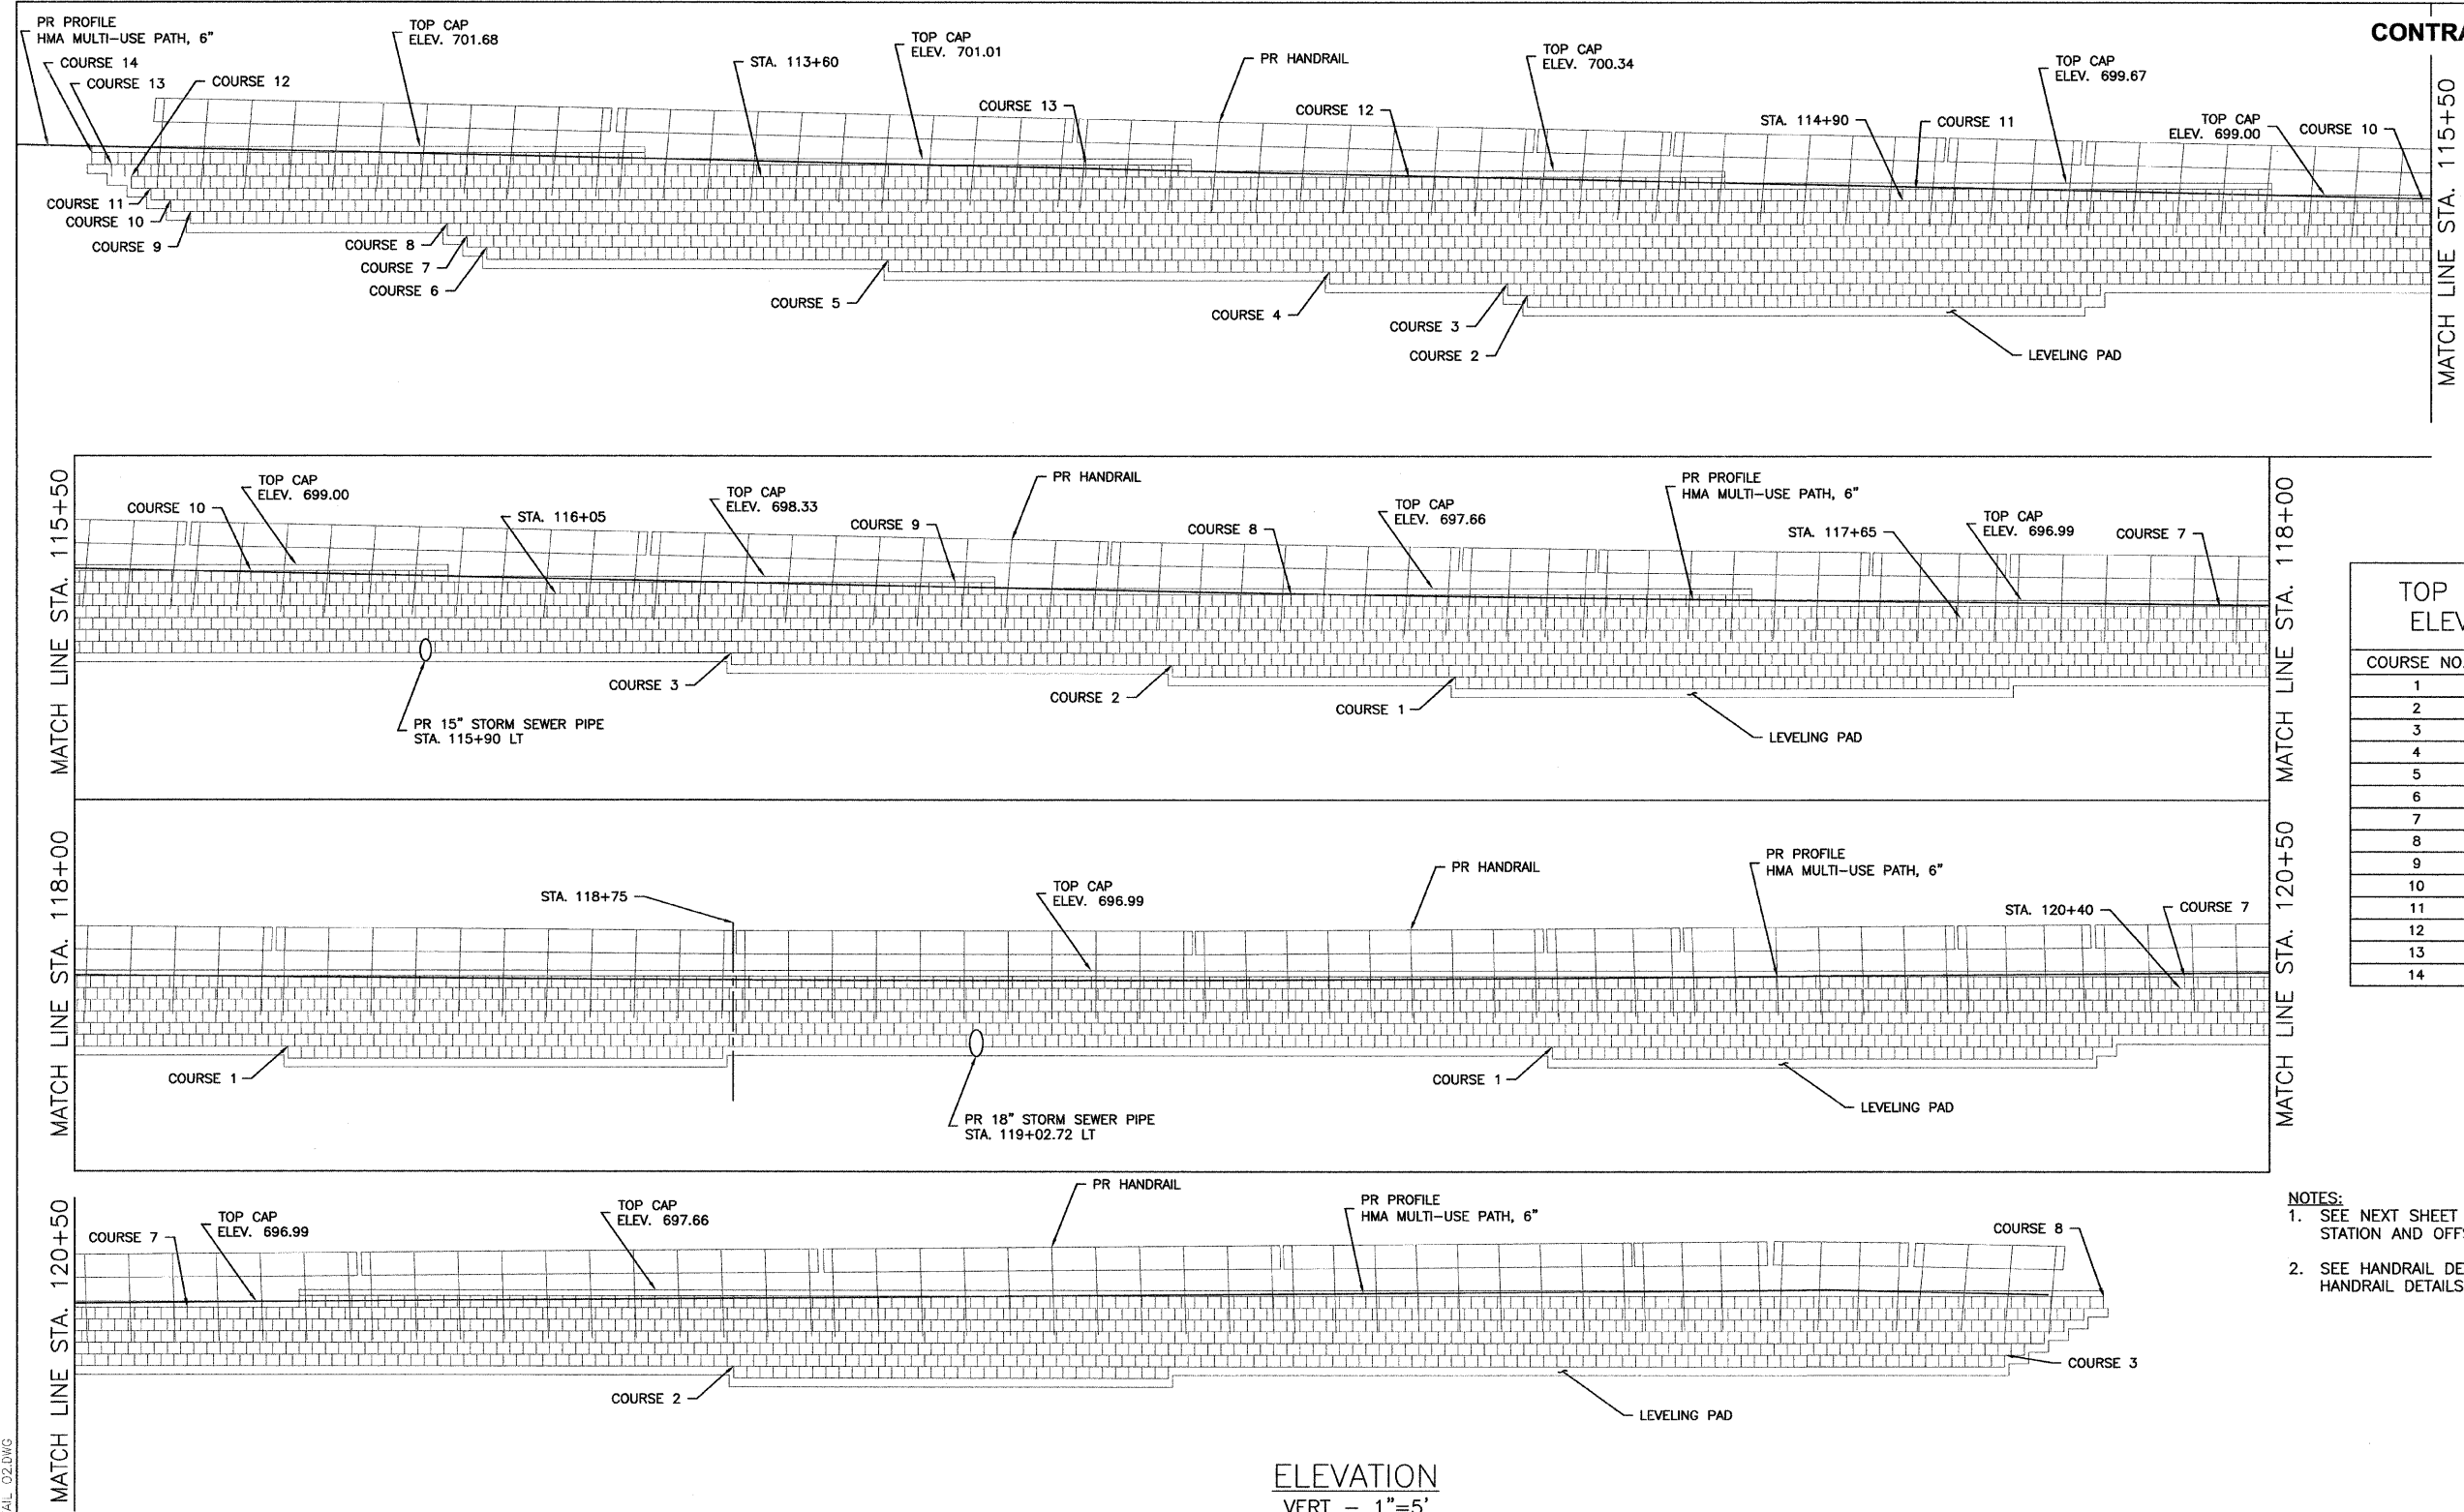 CONTRA
PR PROFILE
HMA MULTI-USE PATH, 6"
COURSE 14
COURSE 13
COURSE 12
TOP CAP
ELEV. 701.68
STA. 113+60
TOP CAP
ELEV. 701.01
COURSE 13
PR HANDRAIL
COURSE 12
TOP CAP
ELEV. 700.34
STA. 114+90
COURSE 11
TOP CAP
ELEV. 699.67
TOP CAP
ELEV. 699.00
COURSE 10
MATCH LINE STA. 115+50
COURSE 11
COURSE 10
COURSE 9
COURSE 8
COURSE 7
COURSE 6
COURSE 5
COURSE 4
COURSE 3
COURSE 2
LEVELING PAD
MATCH LINE STA. 115+50
COURSE 10
TOP CAP
ELEV. 699.00
STA. 116+05
TOP CAP
ELEV. 698.33
COURSE 9
PR HANDRAIL
COURSE 8
TOP CAP
ELEV. 697.66
PR PROFILE
HMA MULTI-USE PATH, 6"
STA. 117+65
TOP CAP
ELEV. 696.99
COURSE 7
MATCH LINE STA. 118+00
PR 15" STORM SEWER PIPE
STA. 115+90 LT
COURSE 3
COURSE 2
COURSE 1
LEVELING PAD
TOP
ELEV
COURSE NO.
1
2
3
4
5
6
7
8
9
10
11
12
13
14
MATCH LINE STA. 118+00
STA. 118+75
TOP CAP
ELEV. 696.99
PR HANDRAIL
PR PROFILE
HMA MULTI-USE PATH, 6"
STA. 120+40
COURSE 7
MATCH LINE STA. 120+50
COURSE 1
PR 18" STORM SEWER PIPE
STA. 119+02.72 LT
COURSE 1
LEVELING PAD
MATCH LINE STA. 120+50
COURSE 7
TOP CAP
ELEV. 696.99
TOP CAP
ELEV. 697.66
PR HANDRAIL
PR PROFILE
HMA MULTI-USE PATH, 6"
COURSE 8
COURSE 2
COURSE 3
LEVELING PAD
NOTES:
1. SEE NEXT SHEET
STATION AND OFFS
2. SEE HANDRAIL DE
HANDRAIL DETAILS
ELEVATION
VERT - 1"=5'
AIL 02.DWG